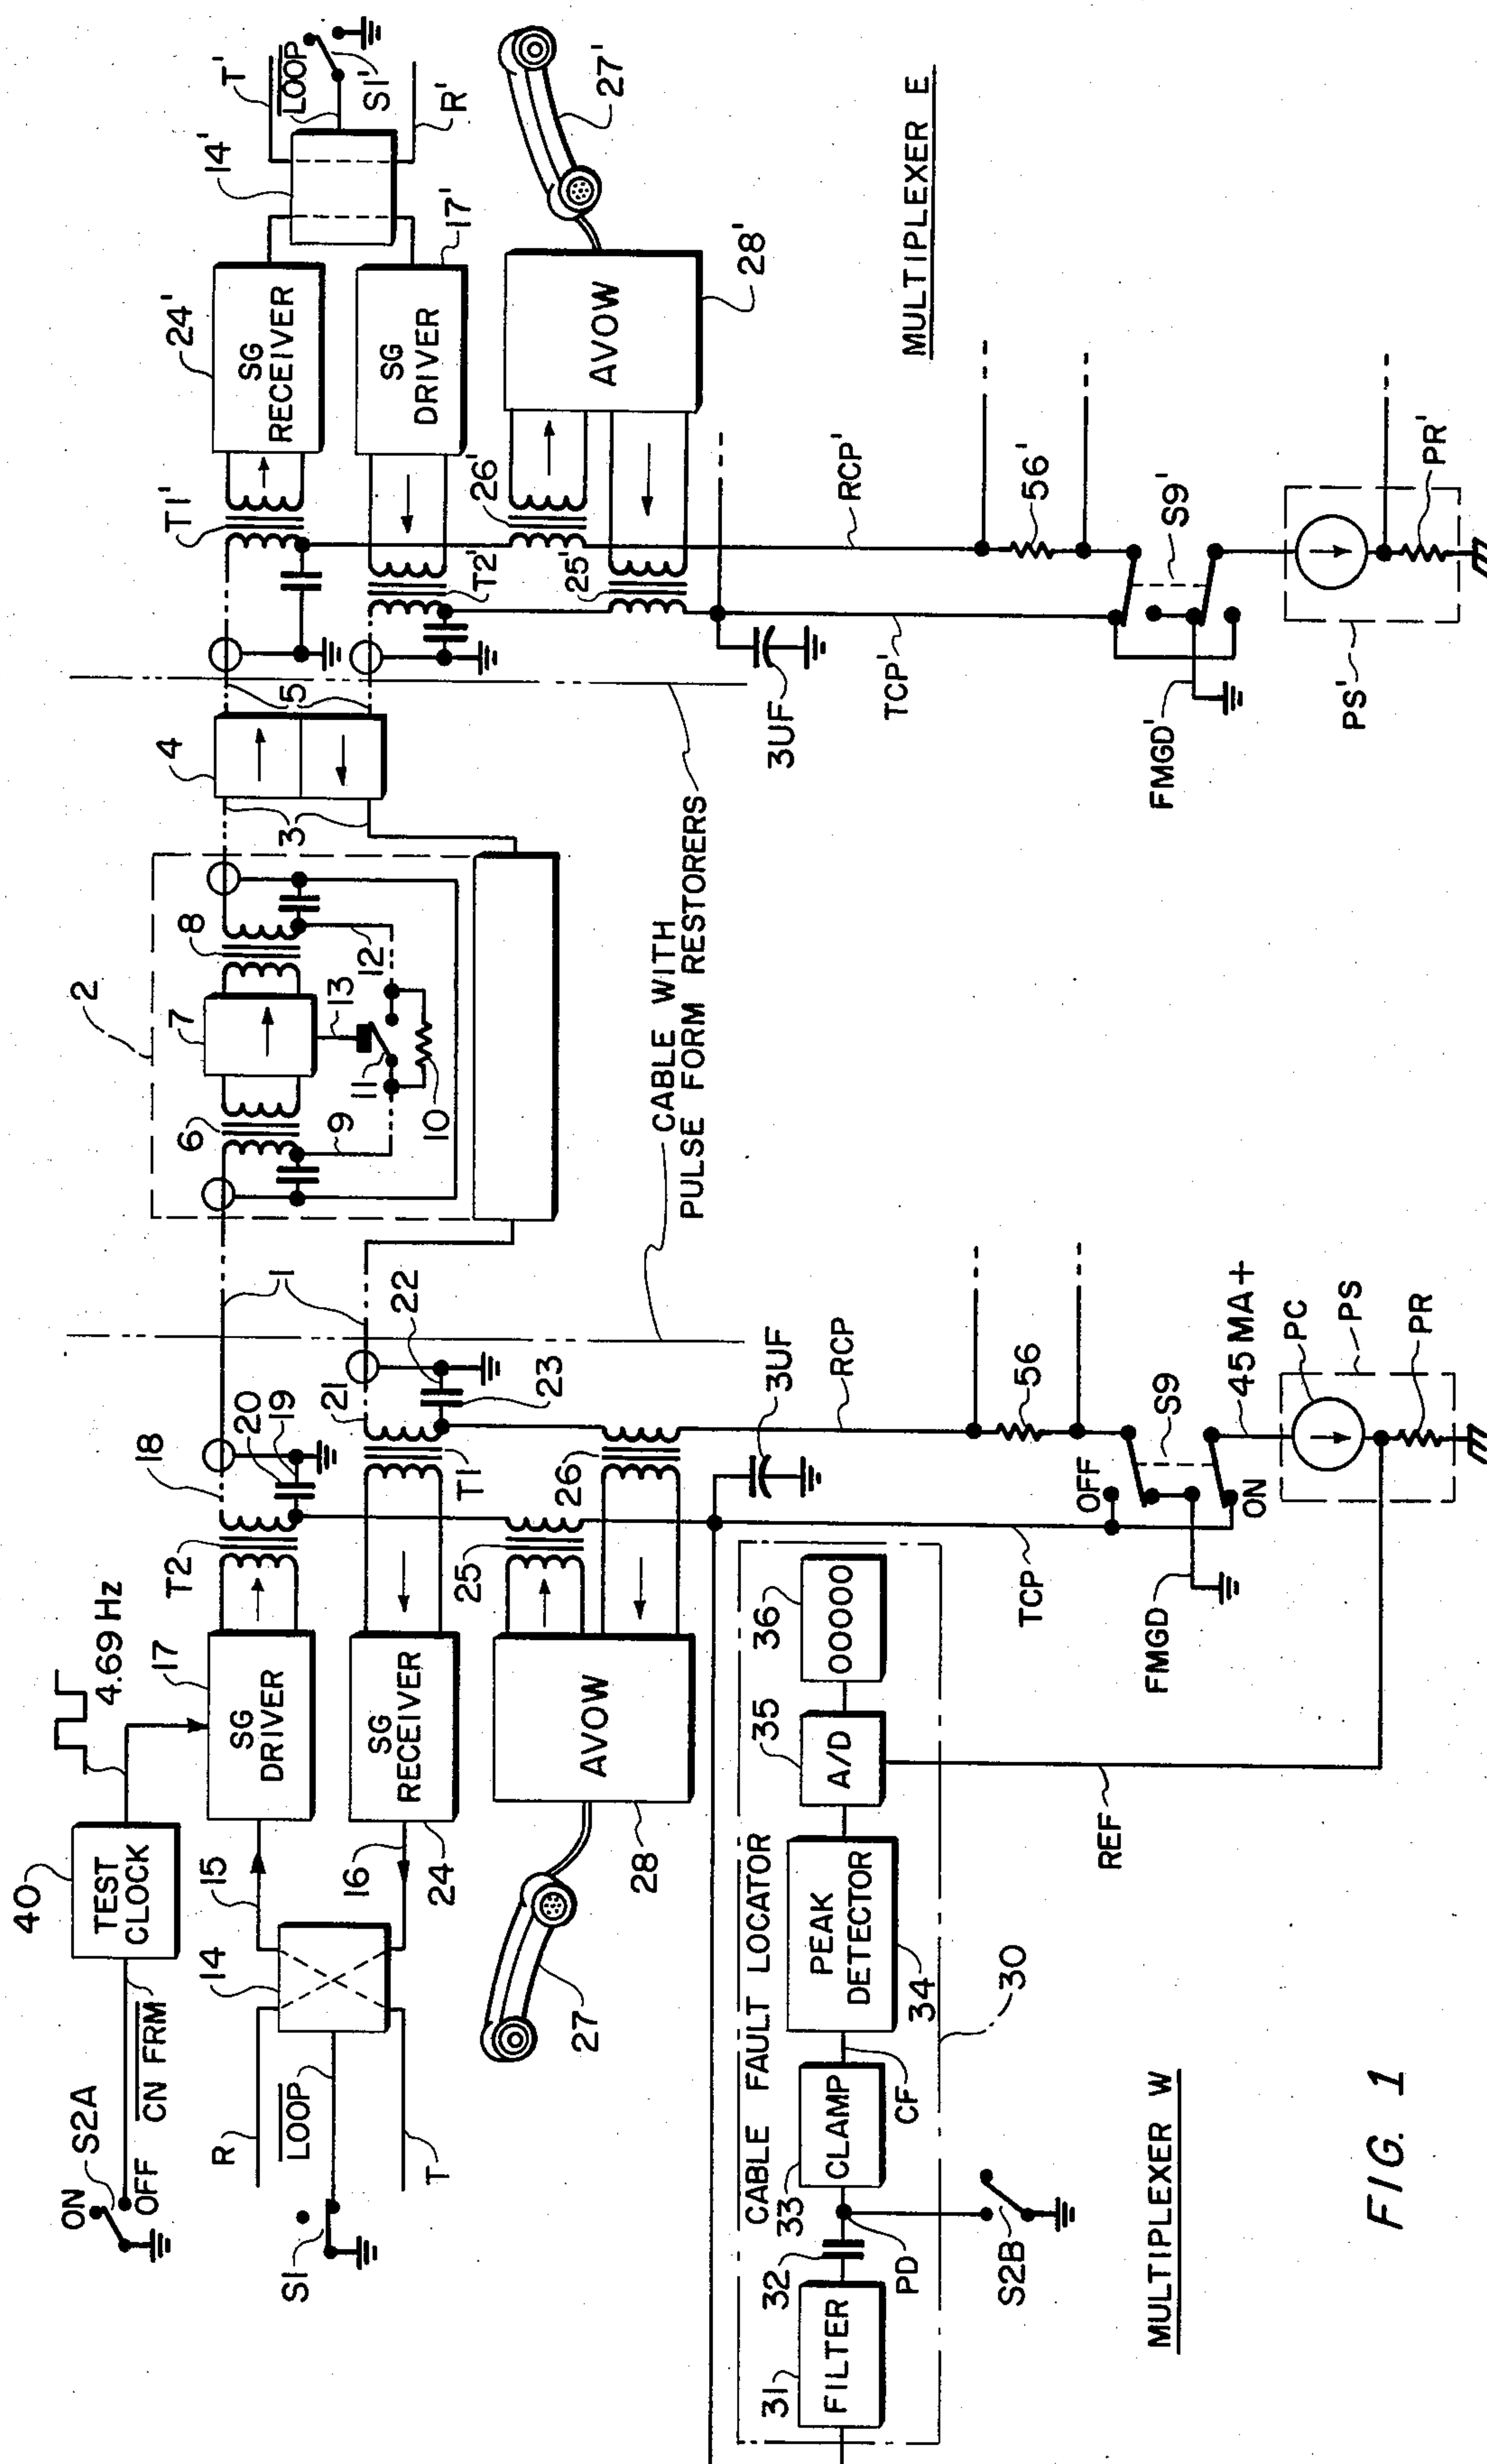 40
TEST
CLOCK
4.69 Hz
ON
S2A
OFF
CN FRM
15
17
SG
DRIVER
T2
18
20
19
R
14
LOOP
S1
T
16
24
SG
RECEIVER
T1
21
22
23
1
27
28
AVOW
25
26
3UF
RCP
TCP
56
S9
OFF
ON
FMGD
45 MA+
PC
PS
PR
REF
CABLE FAULT LOCATOR
31
FILTER
32
PD
33
CLAMP
CF
PEAK
DETECTOR
34
35
A/D
36
00000
30
S2B
MULTIPLEXER W
2
6
7
8
9
10
11
12
13
3
4
5
CABLE WITH
PULSE FORM RESTORERS
T1'
24'
SG
RECEIVER
14'
T'
LOOP
S1'
R'
17'
SG
DRIVER
T2'
26'
25'
AVOW
28'
27'
3UF
RCP'
TCP'
56'
S9'
FMGD'
PS'
PR'
MULTIPLEXER E
FIG. 1